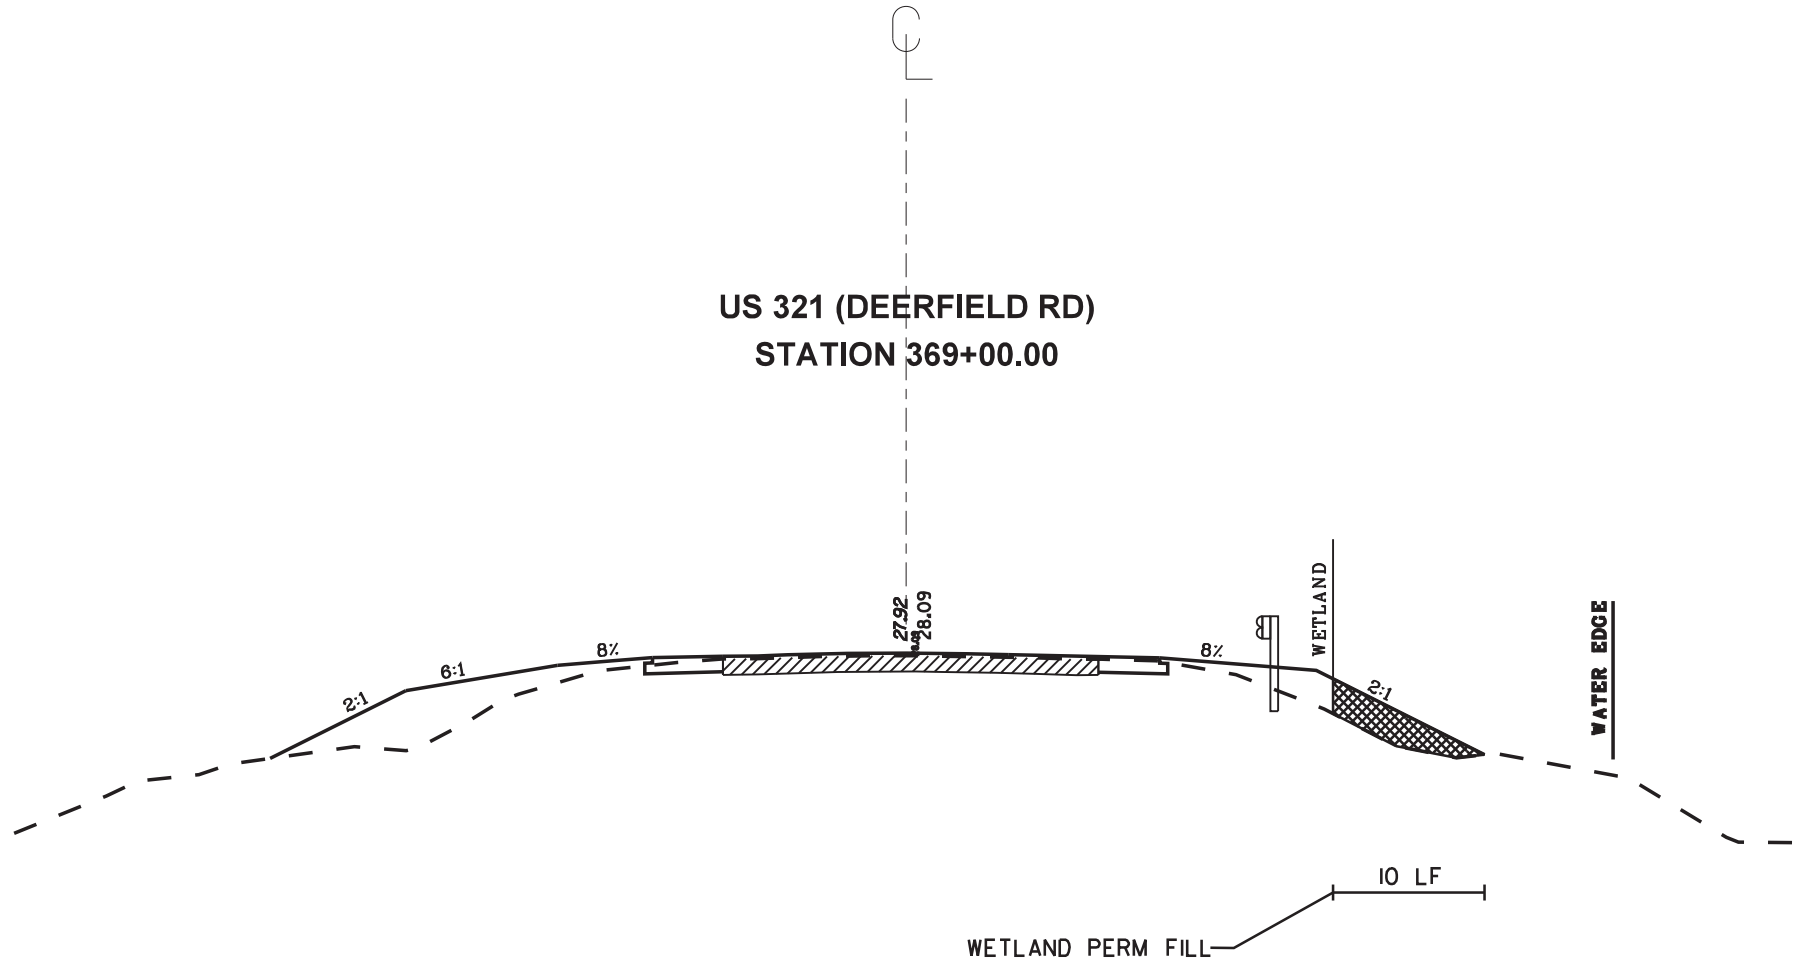 CL
US 321 (DEERFIELD RD)
STATION 369+00.00
27.92
28.09
8%
8%
6:1
2:1
2:1
WETLAND
WATER EDGE
10 LF
WETLAND PERM FILL